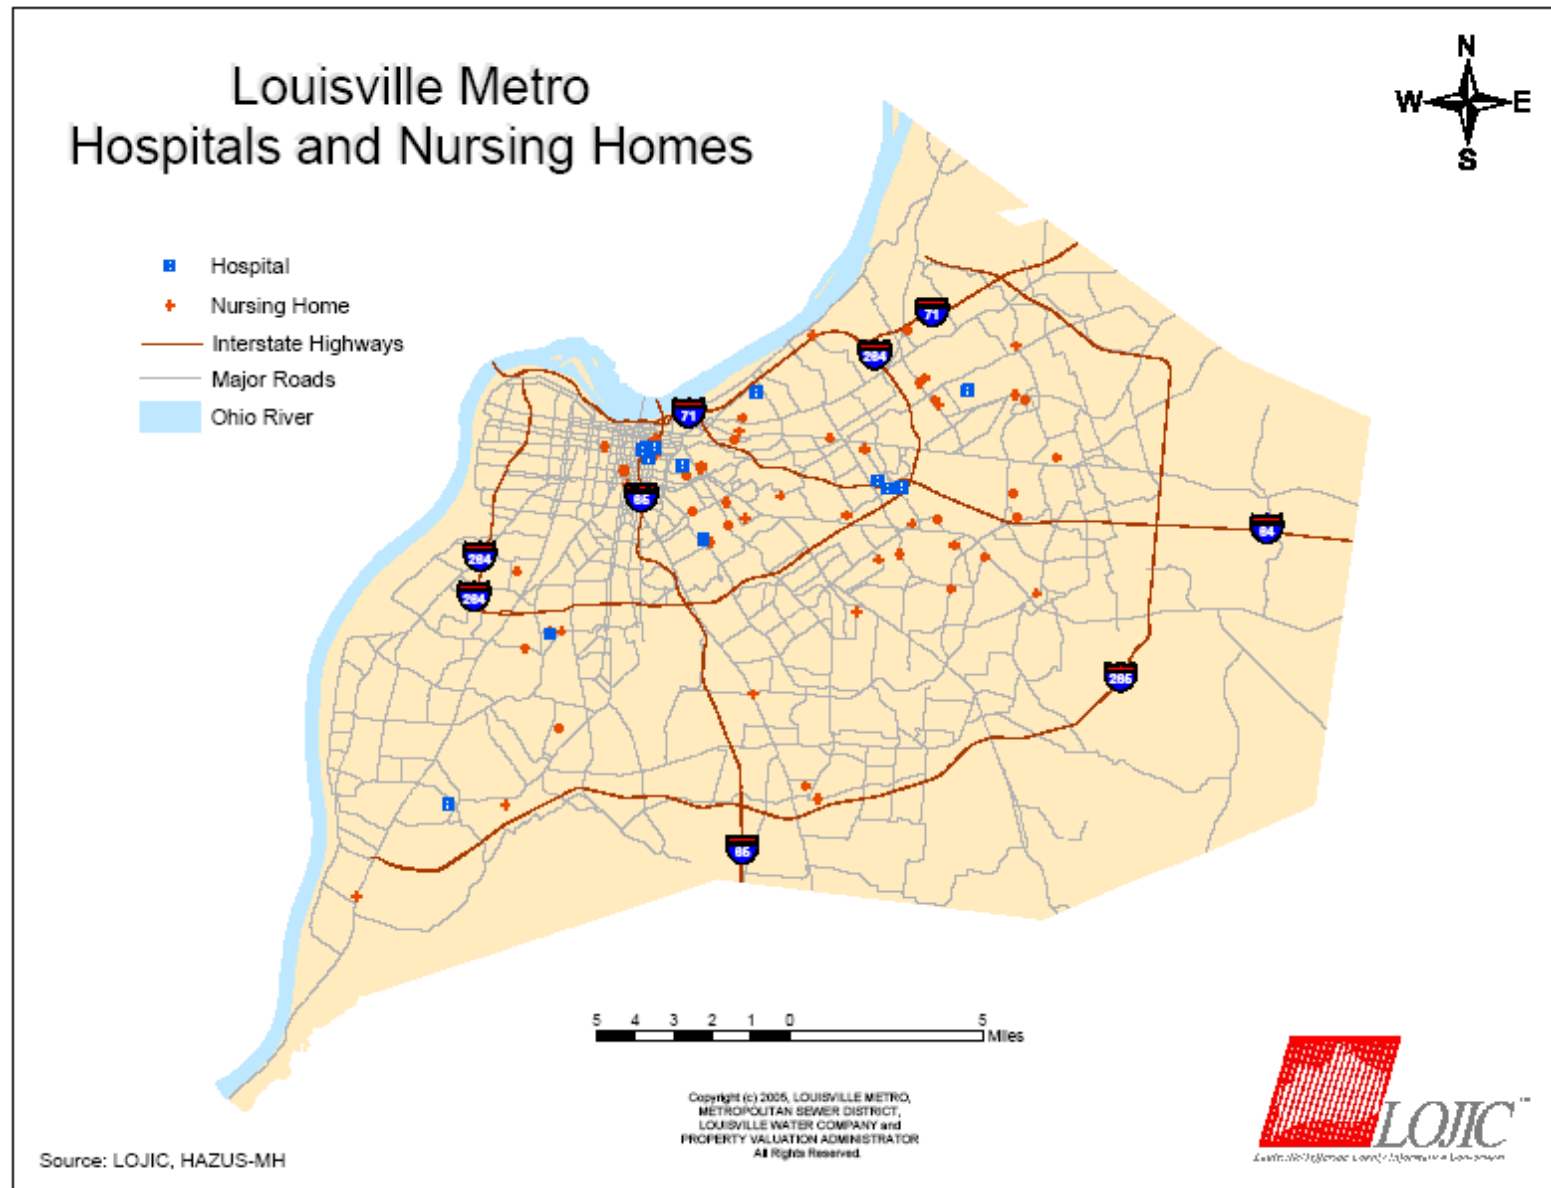 Louisville Metro
Hospitals and Nursing Homes
N
W E
S
Hospital
Nursing Home
Interstate Highways
Major Roads
Ohio River
71
264
71
65
264
264
64
265
65
5 4 3 2 1 0 5
Miles
Copyright (c) 2005, LOUISVILLE METRO,
METROPOLITAN SEWER DISTRICT,
LOUISVILLE WATER COMPANY and
PROPERTY VALUATION ADMINISTRATOR
All Rights Reserved.
LOJIC™
Source: LOJIC, HAZUS-MH